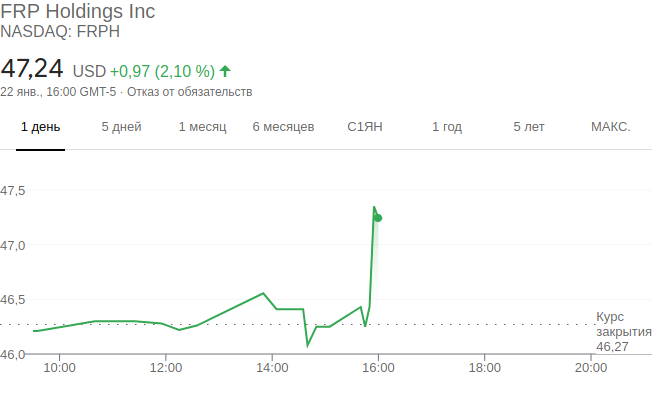 FRP Holdings Inc
NASDAQ: FRPH
47,24 USD +0,97 (2,10 %)
22 янв., 16:00 GMT-5 · Отказ от обязательств
1 день 5 дней 1 месяц 6 месяцев С1ЯН 1 год 5 лет МАКС.
47,5
47,0
46,5
Курс
закрытия
46,27
46,0
10:00 12:00 14:00 16:00 18:00 20:00